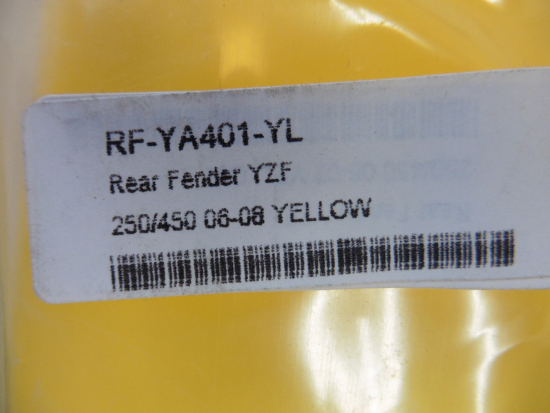 RF-YA401-YL
Rear Fender YZF
250/450 06-08 YELLOW